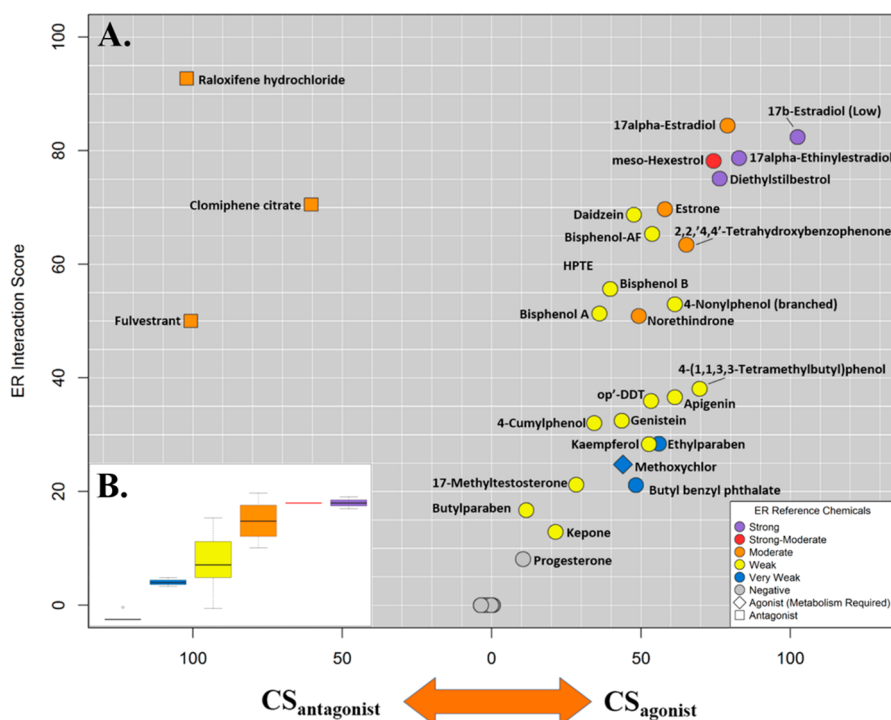 A.
100
80
60
40
20
0
ER Interaction Score
Raloxifene hydrochloride
17b-Estradiol (Low)
17alpha-Estradiol
meso-Hexestrol
17alpha-Ethinylestradiol
Diethylstilbestrol
Clomiphene citrate
Daidzein
Estrone
Bisphenol-AF
2,2,'4,4'-Tetrahydroxybenzophenone
HPTE
Bisphenol B
Fulvestrant
Bisphenol A
4-Nonylphenol (branched)
Norethindrone
4-(1,1,3,3-Tetramethylbutyl)phenol
op'-DDT
Apigenin
4-Cumylphenol
Genistein
Kaempferol
Ethylparaben
Methoxychlor
17-Methyltestosterone
Butyl benzyl phthalate
Butylparaben
Kepone
Progesterone
B.
ER Reference Chemicals
Strong
Strong-Moderate
Moderate
Weak
Very Weak
Negative
Agonist (Metabolism Required)
Antagonist
100
50
0
50
100
CSantagonist
CSagonist